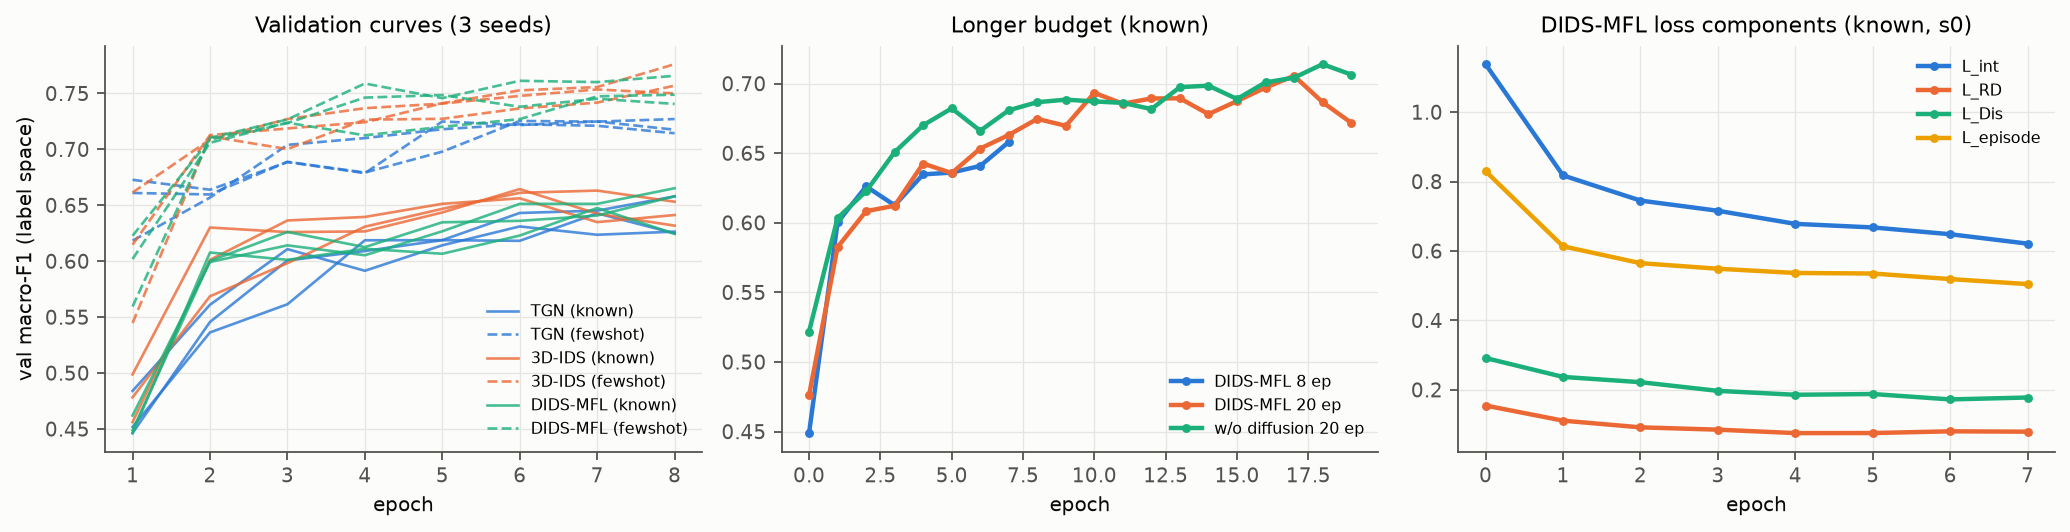 Validation curves (3 seeds)
val macro-F1 (label space)
0.75
0.70
0.65
0.60
0.55
0.50
0.45
TGN (known)
TGN (fewshot)
3D-IDS (known)
3D-IDS (fewshot)
DIDS-MFL (known)
DIDS-MFL (fewshot)
1 2 3 4 5 6 7 8
epoch
Longer budget (known)
0.70
0.65
0.60
0.55
0.50
0.45
DIDS-MFL 8 ep
DIDS-MFL 20 ep
w/o diffusion 20 ep
0.0 2.5 5.0 7.5 10.0 12.5 15.0 17.5
epoch
DIDS-MFL loss components (known, s0)
1.0
0.8
0.6
0.4
0.2
L_int
L_RD
L_Dis
L_episode
0 1 2 3 4 5 6 7
epoch